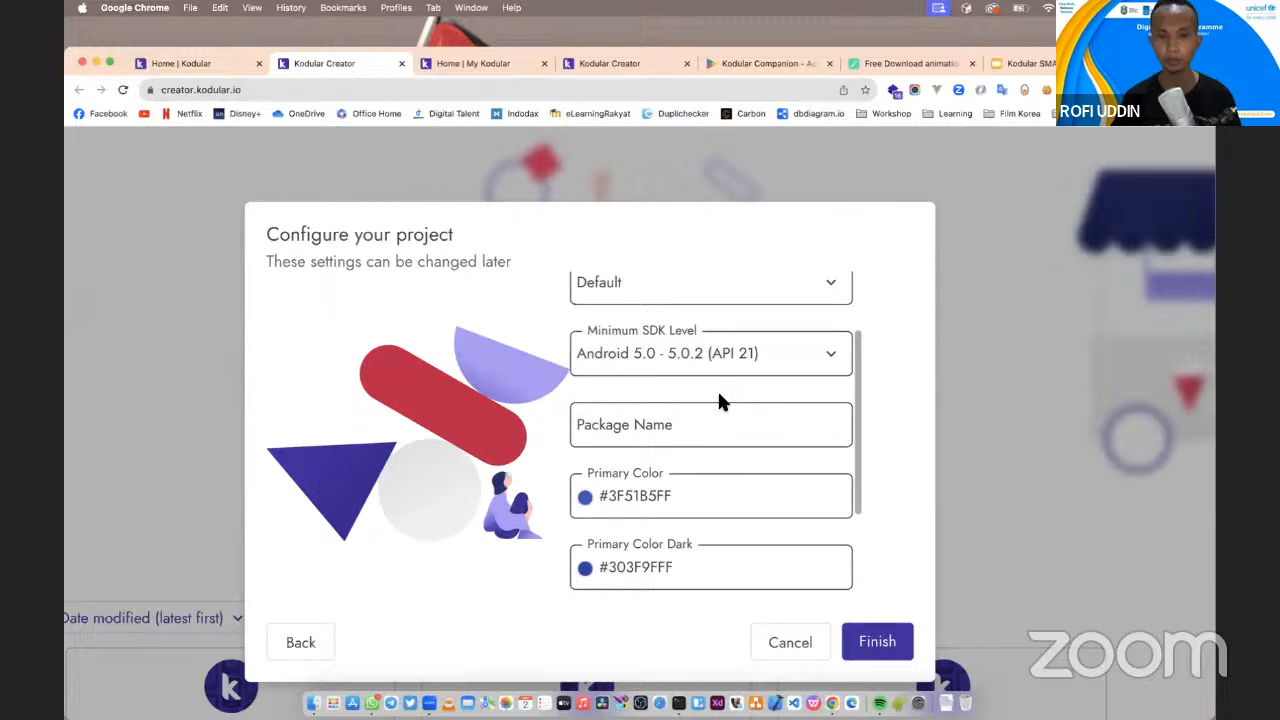 Google Chrome File Edit View History Bookmarks Profiles Tab Window Help
Home | Kodular
Kodular Creator
Home | My Kodular
Kodular Creator
Kodular Companion - Ap
Free Download animatio
Kodular SMA
creator.kodular.io
Facebook
Netflix
Disney+
OneDrive
Office Home
Digital Talent
Indodax
eLearningRakyat
Duplichecker
Carbon
dbdiagram.io
Workshop
Learning
Film Korea
unicef
ROFI UDDIN
Configure your project
These settings can be changed later
Default
Minimum SDK Level
Android 5.0 - 5.0.2 (API 21)
Package Name
Primary Color
#3F51B5FF
Primary Color Dark
#303F9FFF
Date modified (latest first)
Back
Cancel
Finish
zoom